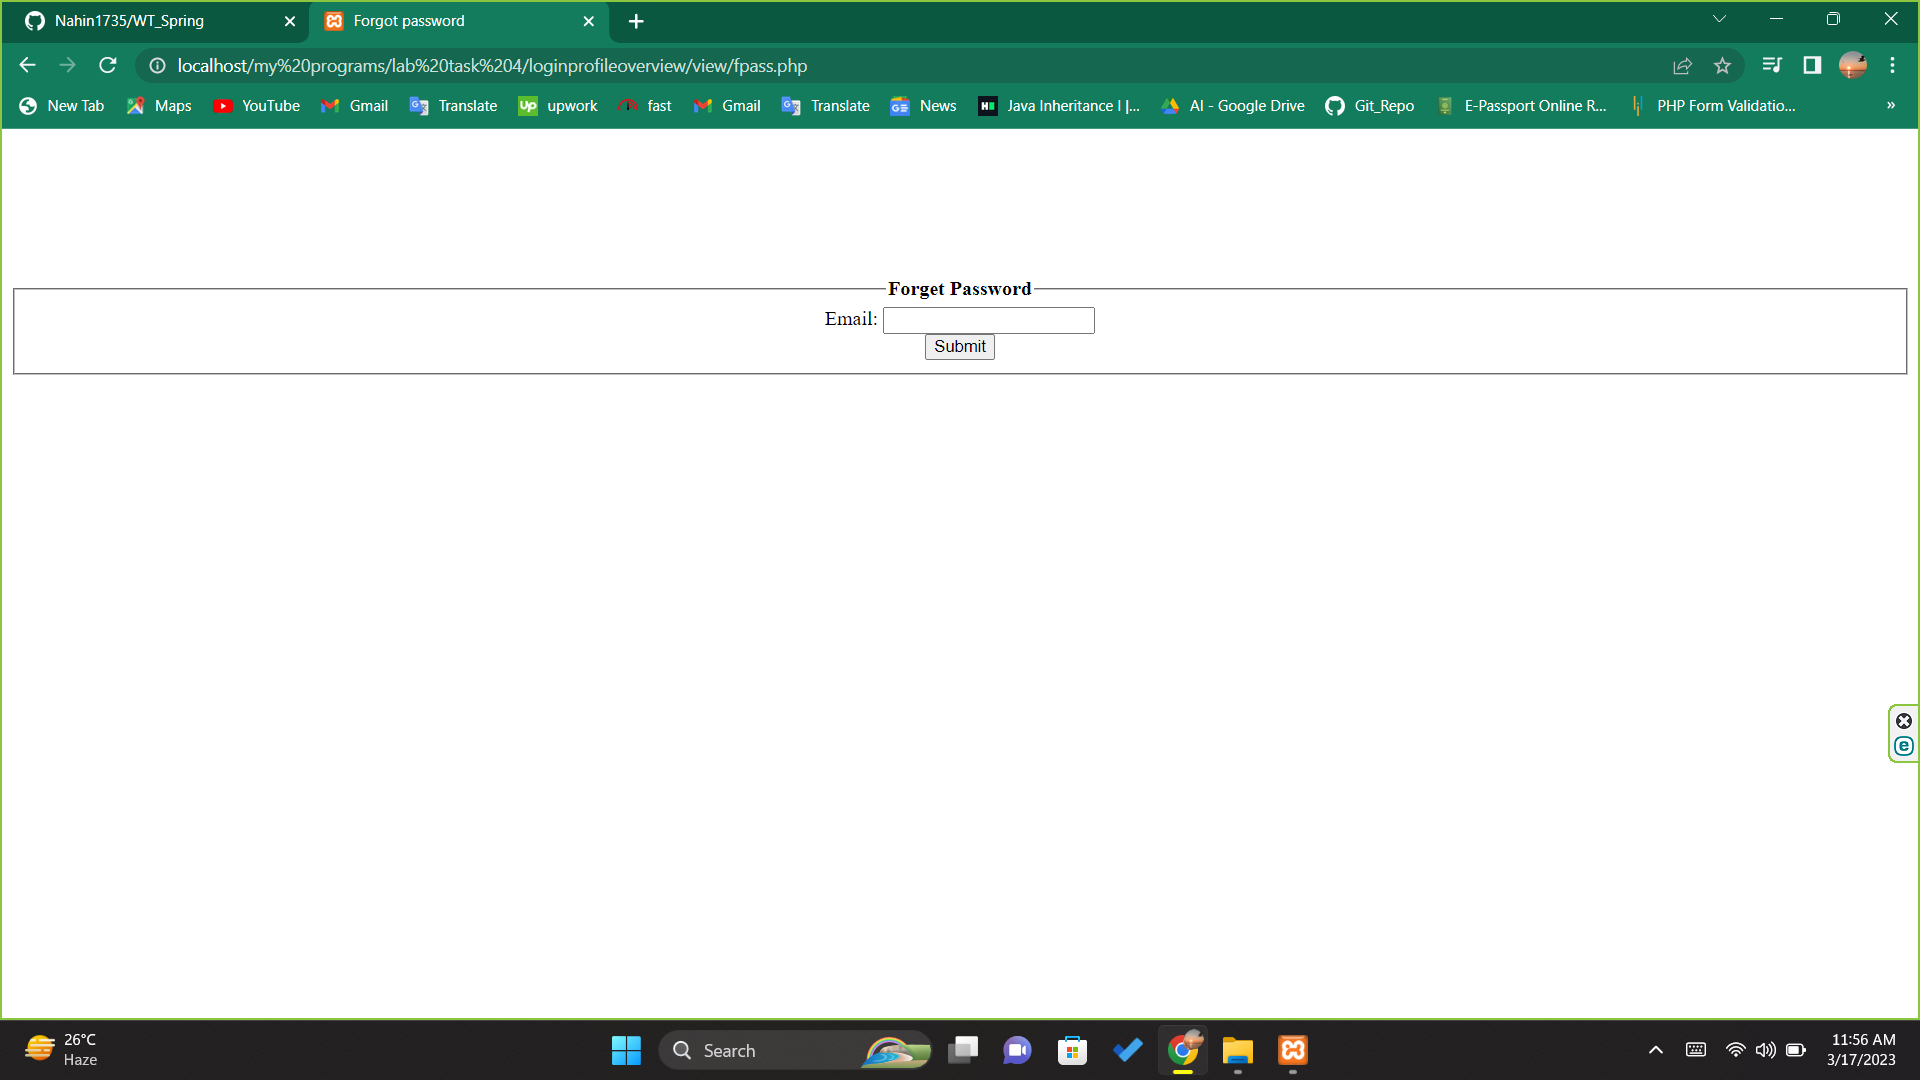 Nahin1735/WT_Spring
Forgot password
localhost/my%20programs/lab%20task%204/loginprofileoverview/view/fpass.php
New Tab Maps YouTube Gmail Translate Up upwork fast Gmail Translate News H Java Inheritance I |... AI - Google Drive Git_Repo E-Passport Online R... PHP Form Validatio... »
Forget Password
Email:
Submit
e
26°C
Haze
Search
11:56 AM
3/17/2023